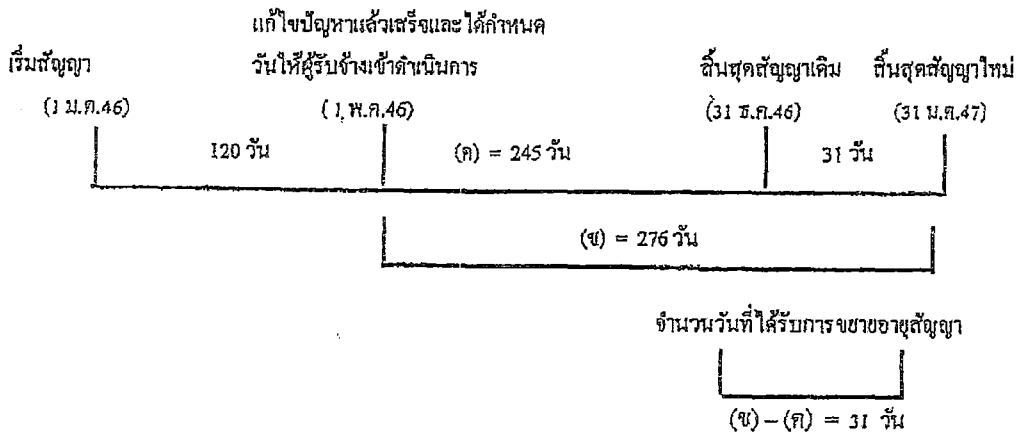 แก้ไขปัญหาแล้วเสร็จและได้กำหนด
เริ่มสัญญา วันให้ผู้รับจ้างเข้าดำเนินการ สิ้นสุดสัญญาเดิม สิ้นสุดสัญญาใหม่
(1 ม.ค.46) (1 พ.ค.46) (31 ธ.ค.46) (31 ม.ค.47)
120 วัน (ค) = 245 วัน 31 วัน
(ข) = 276 วัน
จำนวนวันที่ได้รับการขยายอายุสัญญา
(ข) – (ค) = 31 วัน